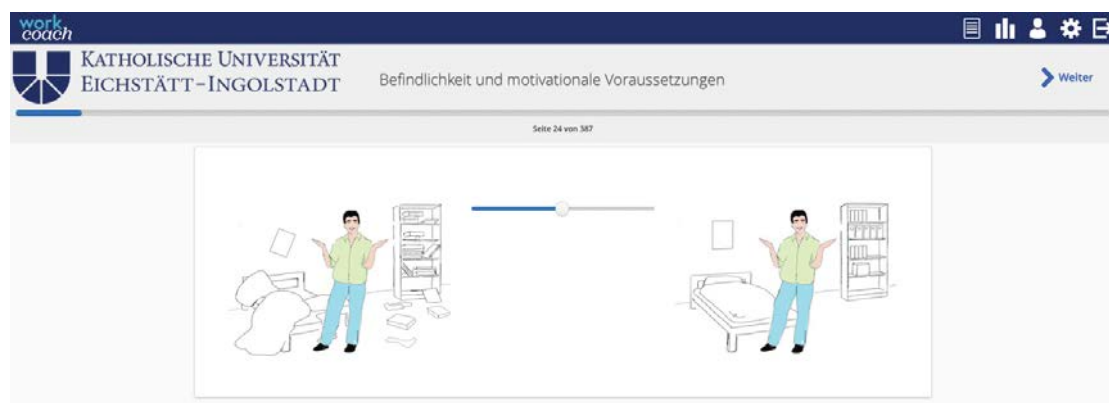 work
coach
KATHOLISCHE UNIVERSITÄT
EICHSTÄTT-INGOLSTADT
Befindlichkeit und motivationale Voraussetzungen
Weiter
Seite 24 von 387